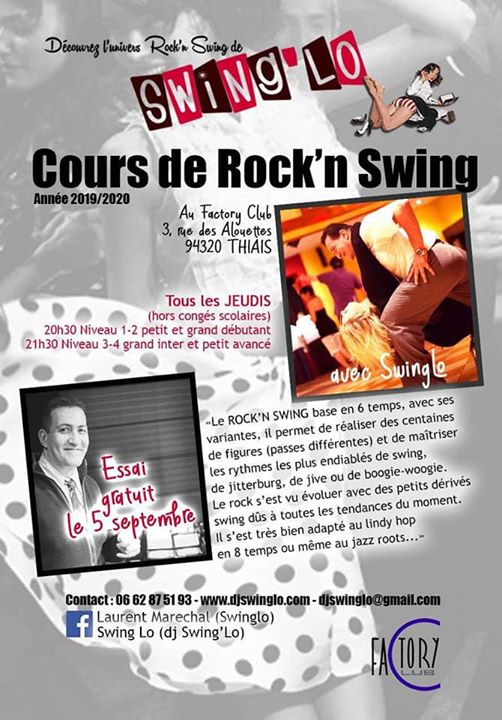 Découvrez l'univers Rock'n Swing de
SWiNG'LO
Cours de Rock'n Swing
Année 2019/2020
Au Factory Club
3, rue des Alouettes
94320 THIAIS
Tous les JEUDIS
(hors congés scolaires)
20h30 Niveau 1-2 petit et grand débutant
21h30 Niveau 3-4 grand inter et petit avancé
avec SwingLo
Essai
gratuit
le 5 septembre
«Le ROCK'N SWING base en 6 temps, avec ses
variantes, il permet de réaliser des centaines
de figures (passes différentes) et de maîtriser
les rythmes les plus endiablés de swing,
de jitterburg, de jive ou de boogie-woogie.
Le rock s'est vu évoluer avec des petits dérivés
swing dûs à toutes les tendances du moment.
Il s'est très bien adapté au lindy hop
en 8 temps ou même au jazz roots...»
Contact : 06 62 87 51 93 - www.djswinglo.com - djswinglo@gmail.com
f Laurent Marechal (Swinglo)
Swing Lo (dj Swing'Lo)
FACTORY
CLUB